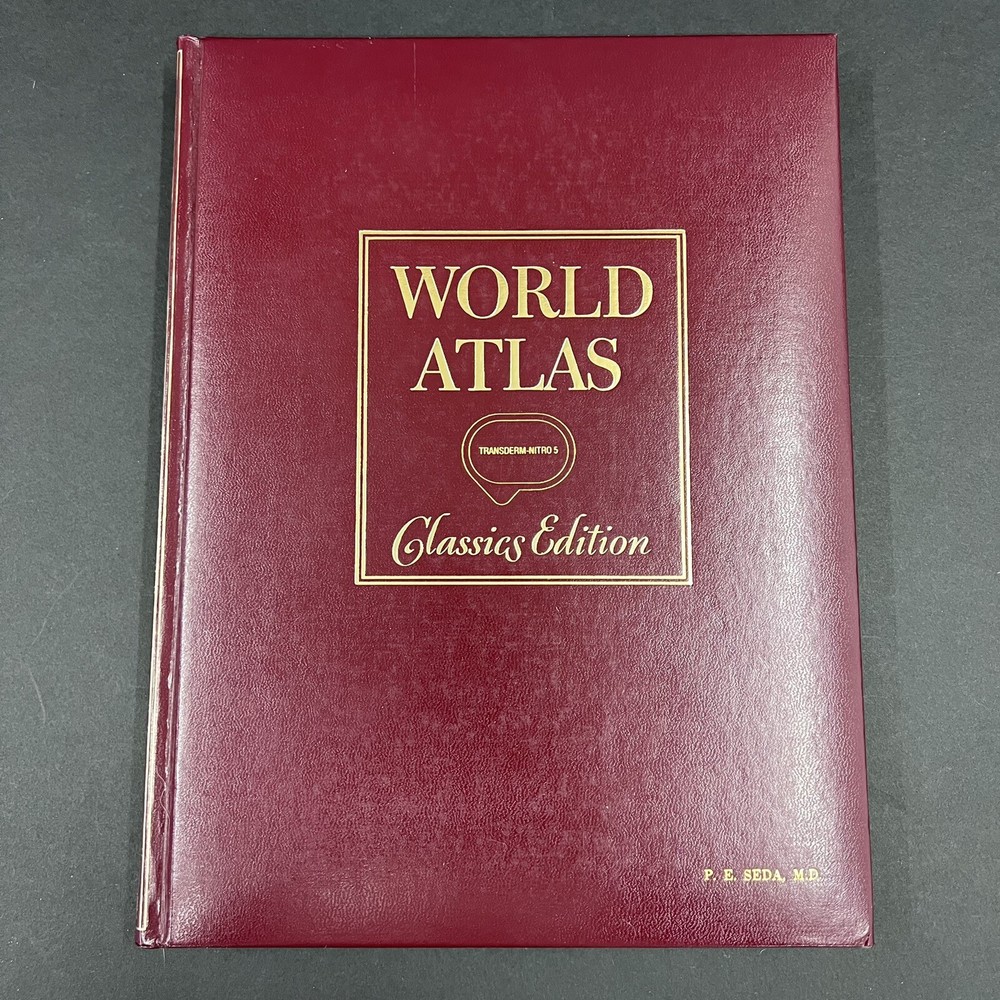 WORLD
ATLAS
TRANSDERM-NITRO 5
Classics Edition
P. E. SEDA, M.D.